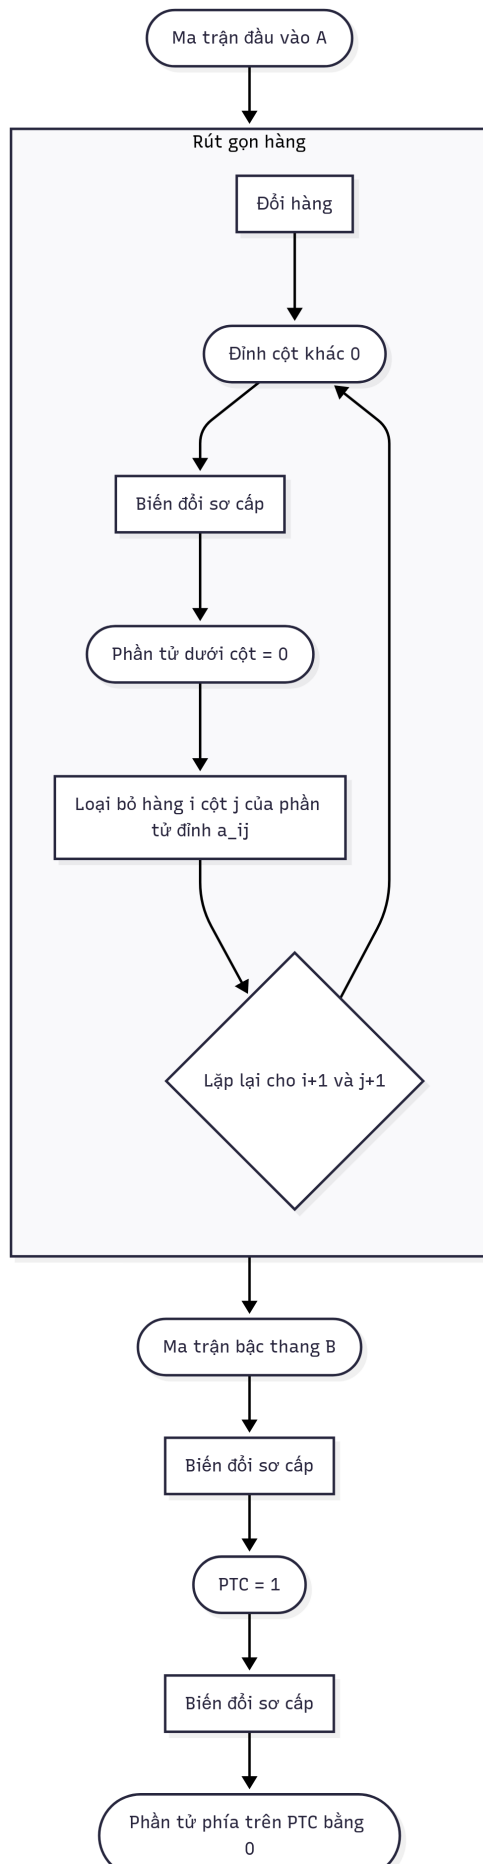 Ma trận đầu vào A
Rút gọn hàng
Đổi hàng
Đỉnh cột khác 0
Biến đổi sơ cấp
Phần tử dưới cột = 0
Loại bỏ hàng i cột j của phần
tử đỉnh a_ij
Lặp lại cho i+1 và j+1
Ma trận bậc thang B
Biến đổi sơ cấp
PTC = 1
Biến đổi sơ cấp
Phần tử phía trên PTC bằng
0